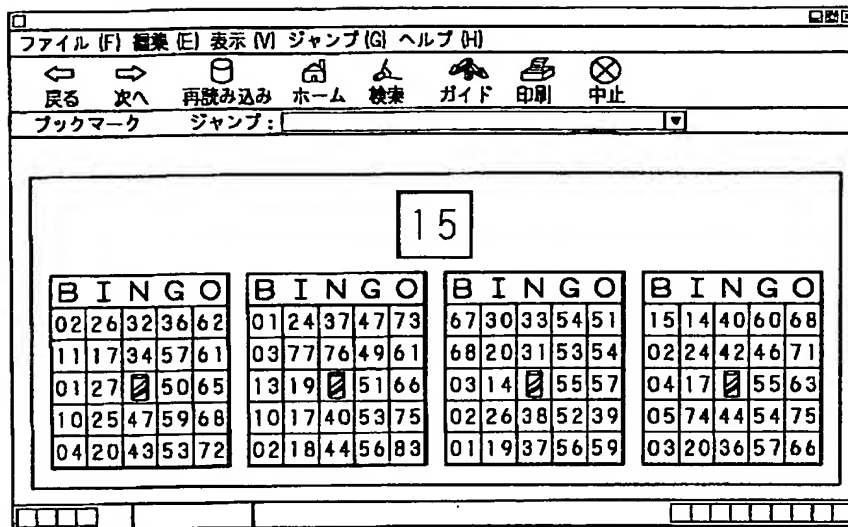 ファイル (F) 編集 (E) 表示 (V) ジャンプ (G) ヘルプ (H)
戻る 次へ 再読み込み ホーム 検索 ガイド 印刷 中止
ブックマーク ジャンプ:
15
B I N G O
02 26 32 36 62
11 17 34 57 61
01 27 50 65
10 25 47 59 68
04 20 43 53 72
B I N G O
01 24 37 47 73
03 77 76 49 61
13 19 51 66
10 17 40 53 75
02 18 44 56 83
B I N G O
67 30 33 54 51
68 20 31 53 54
03 14 55 57
02 26 38 52 39
01 19 37 56 59
B I N G O
15 14 40 60 68
02 24 42 46 71
04 17 55 63
05 74 44 54 75
03 20 36 57 66